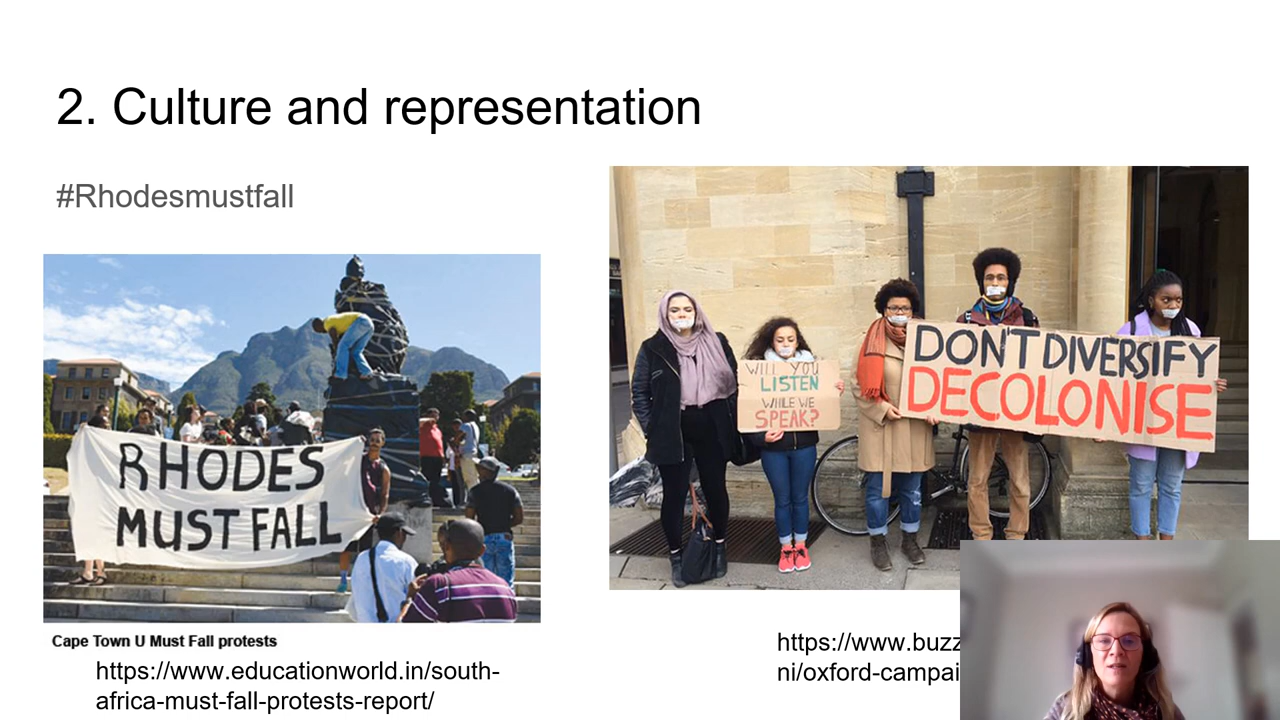 2. Culture and representation
#Rhodesmustfall
RHODES
MUST FALL
Cape Town U Must Fall protests
https://www.educationworld.in/south-
africa-must-fall-protests-report/
WILL YOU
LISTEN
WHILE WE
SPEAK?
DON'T DIVERSIFY
DECOLONISE
https://www.buzz
ni/oxford-campai